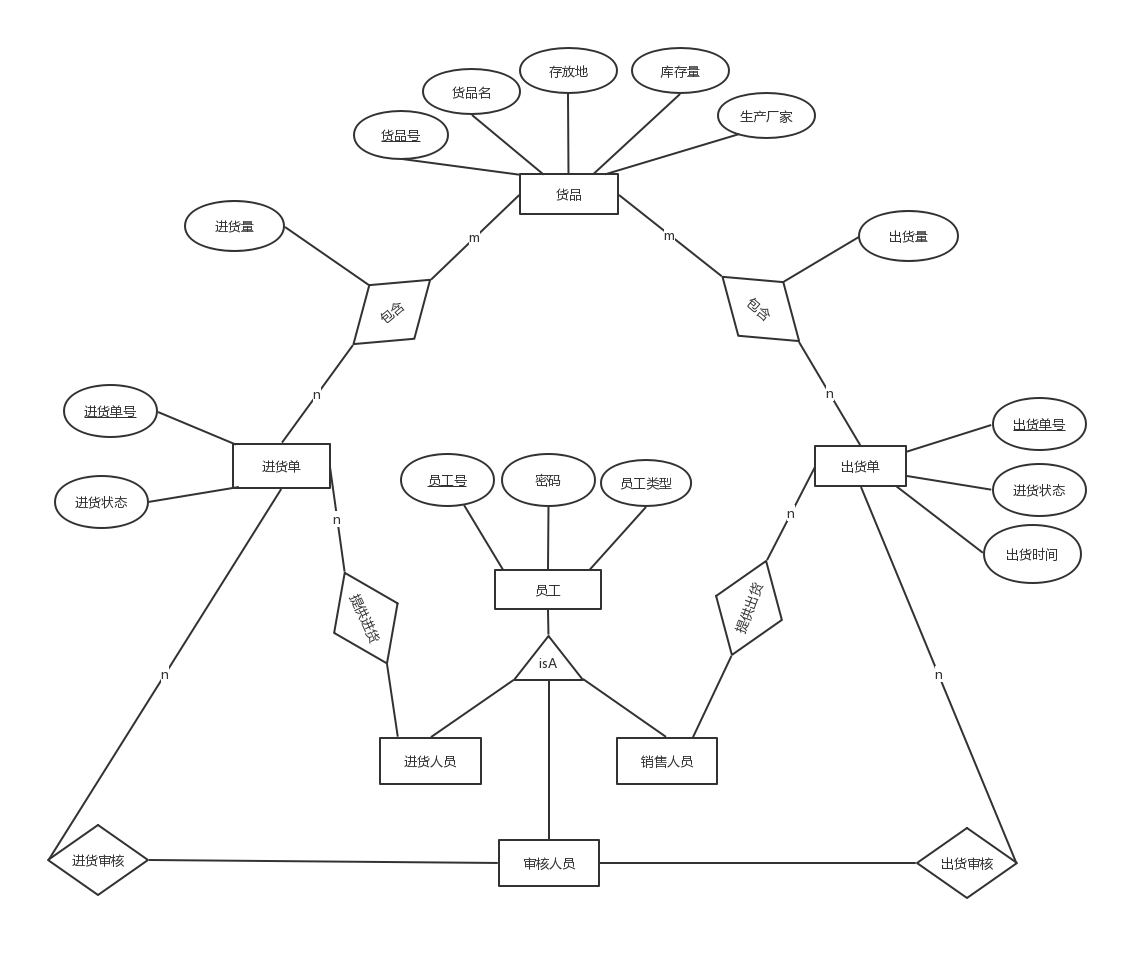 存放地
库存量
货品名
生产厂家
货品号
货品
进货量
m
m
出货量
包含
包含
n
n
进货单号
出货单号
进货单
出货单
员工号
密码
员工类型
进货状态
进货状态
n
n
出货时间
员工
提供进货
提供出货
isA
n
n
进货人员
销售人员
进货审核
审核人员
出货审核